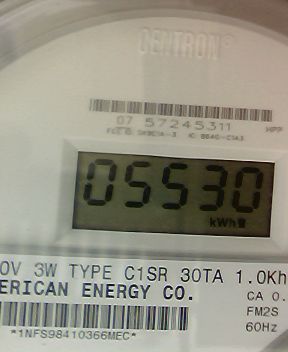 CENTRON®
07 57245311 HPP
05530
kWh
0V 3W TYPE C1SR 30TA 1.0Kh
ERICAN ENERGY CO. CA 0.
FM2S
*1NFS98410366MEC* 60Hz